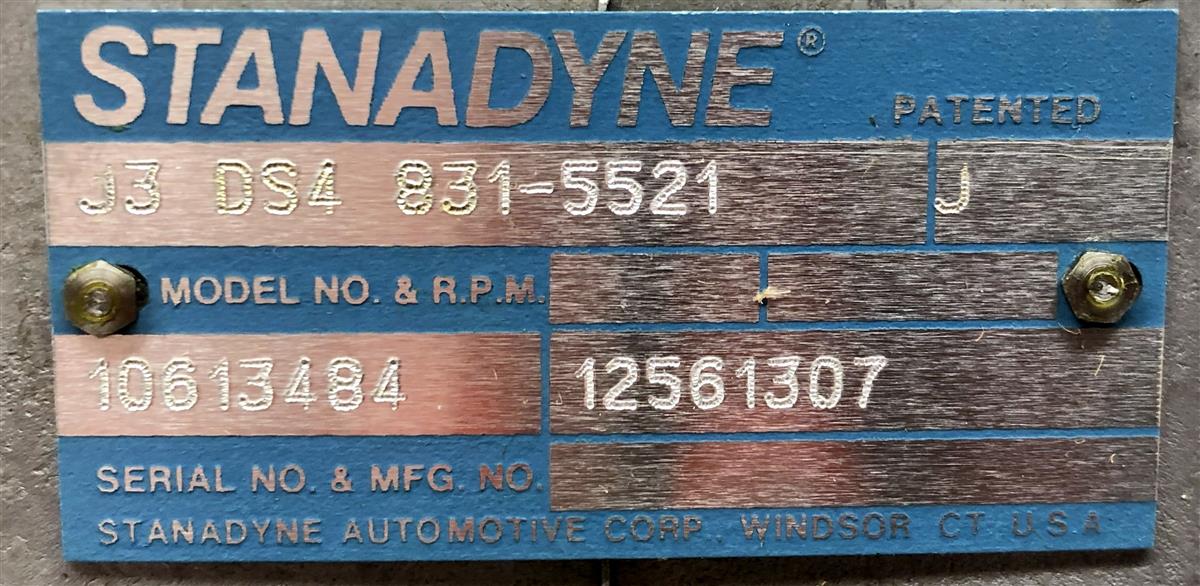 STANADYNE®
PATENTED
J3 DS4 831-5521 J
MODEL NO. & R.P.M.
10613484 12561307
SERIAL NO. & MFG. NO.
STANADYNE AUTOMOTIVE CORP., WINDSOR CT U.S.A